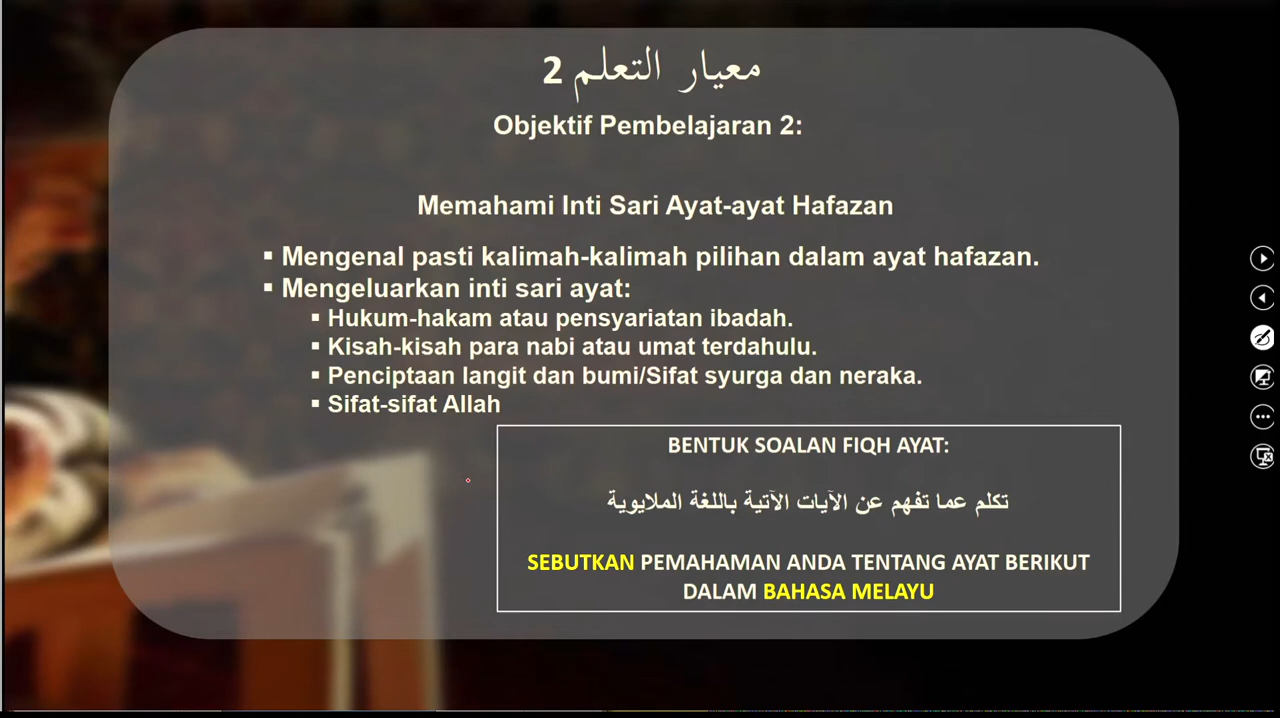 معيار التعلم 2
Objektif Pembelajaran 2:
Memahami Inti Sari Ayat-ayat Hafazan
▪ Mengenal pasti kalimah-kalimah pilihan dalam ayat hafazan.
▪ Mengeluarkan inti sari ayat:
▪ Hukum-hakam atau pensyariatan ibadah.
▪ Kisah-kisah para nabi atau umat terdahulu.
▪ Penciptaan langit dan bumi/Sifat syurga dan neraka.
▪ Sifat-sifat Allah
BENTUK SOALAN FIQH AYAT:
تكلم عما تفهم عن الآيات الآتية باللغة الملايوية
SEBUTKAN PEMAHAMAN ANDA TENTANG AYAT BERIKUT
DALAM BAHASA MELAYU